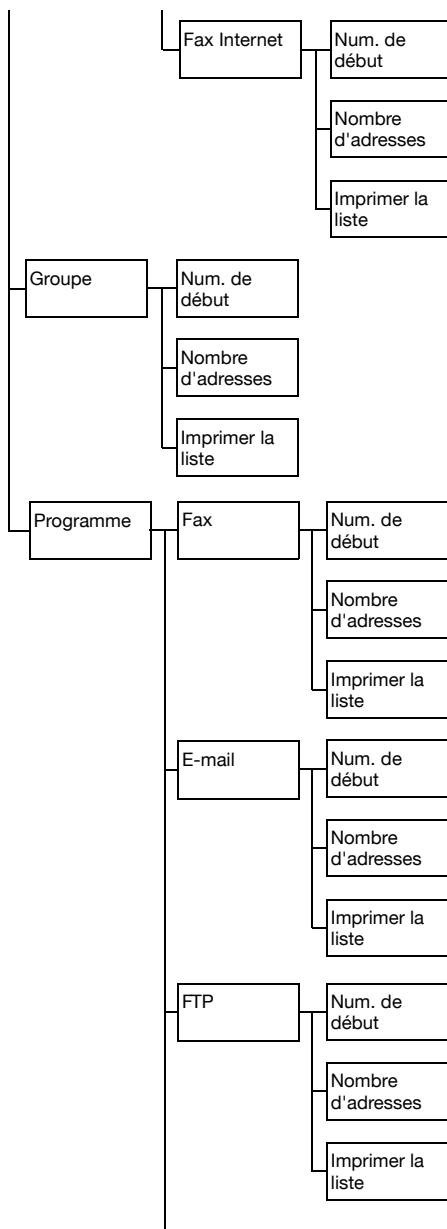 Fax Internet
Num. de
début
Nombre
d'adresses
Imprimer la
liste
Groupe
Num. de
début
Nombre
d'adresses
Imprimer la
liste
Programme
Fax
Num. de
début
Nombre
d'adresses
Imprimer la
liste
E-mail
Num. de
début
Nombre
d'adresses
Imprimer la
liste
FTP
Num. de
début
Nombre
d'adresses
Imprimer la
liste